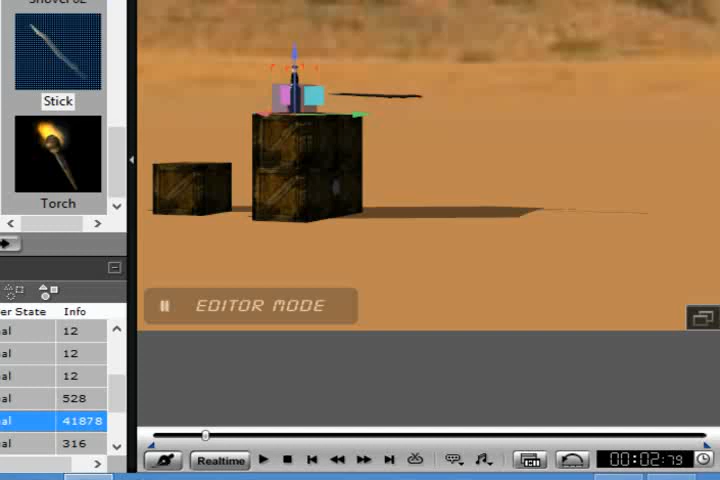 Stick
Torch
EDITOR MODE
er State Info
al 12
al 12
al 12
al 528
al 41878
al 316
Realtime
00:02:79